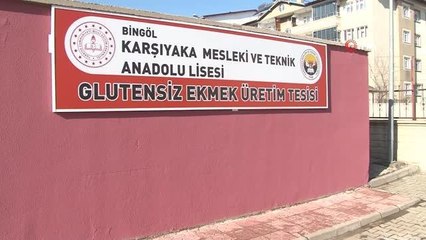 BİNGÖL
KARŞIYAKA MESLEKİ VE TEKNİK
ANADOLU LİSESİ
GLUTENSİZ EKMEK ÜRETİM TESİSİ